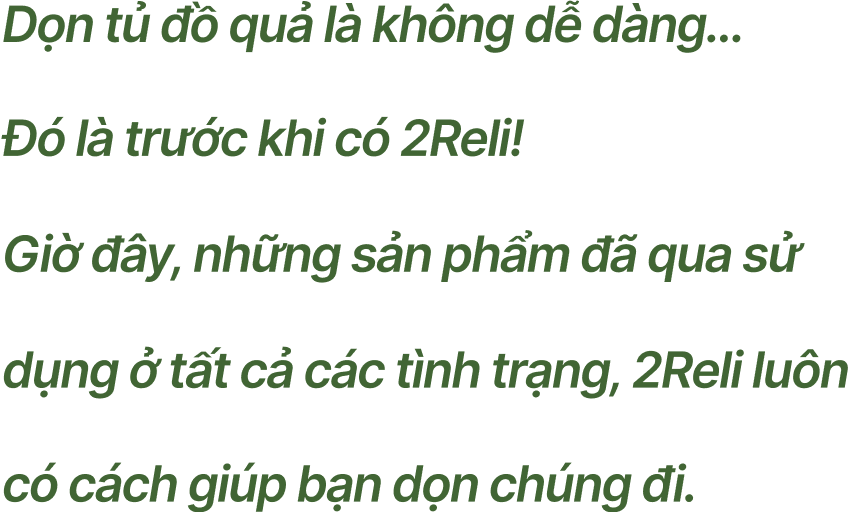 Dọn tủ đồ quả là không dễ dàng...
Đó là trước khi có 2Reli!
Giờ đây, những sản phẩm đã qua sử
dụng ở tất cả các tình trạng, 2Reli luôn
có cách giúp bạn dọn chúng đi.